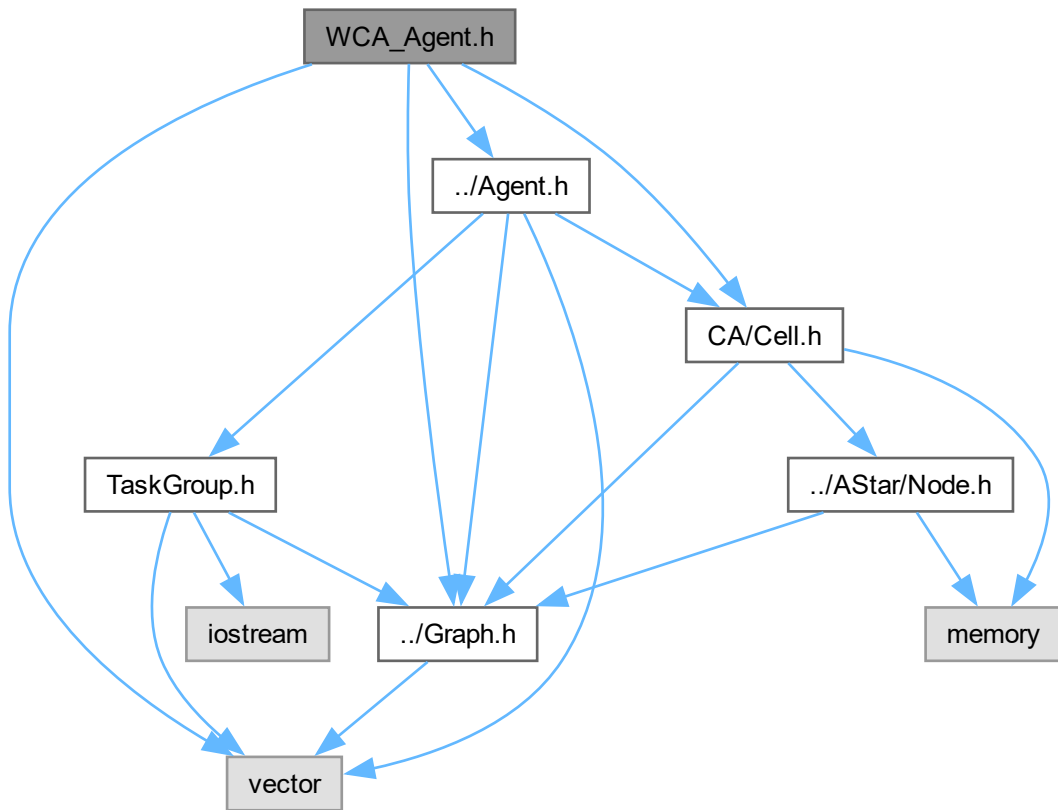 WCA_Agent.h
../Agent.h
CA/Cell.h
TaskGroup.h
../AStar/Node.h
iostream
../Graph.h
memory
vector